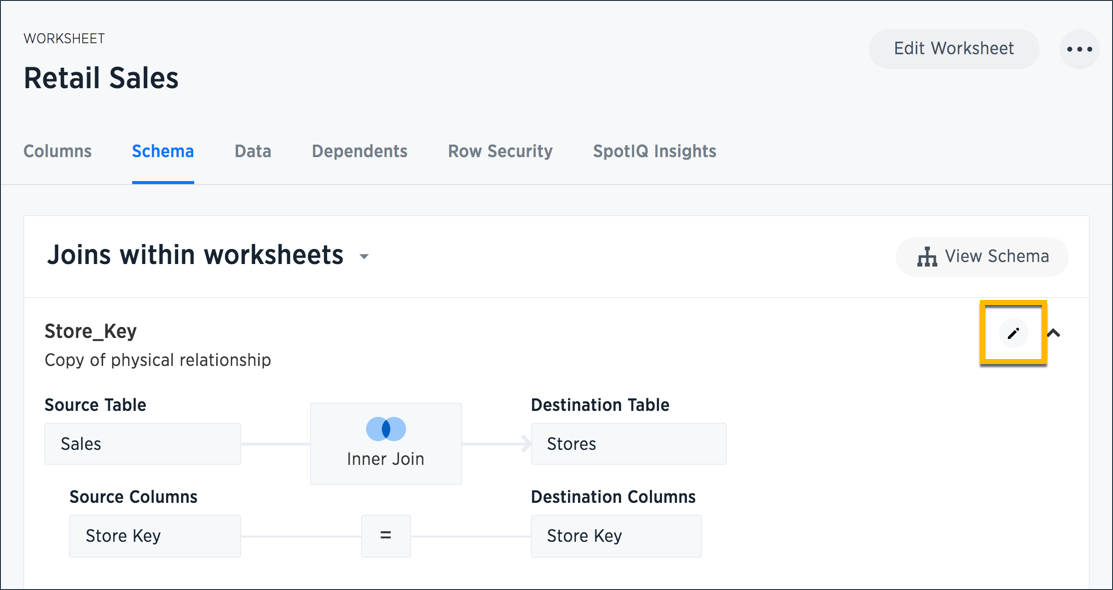 WORKSHEET
Retail Sales
Edit Worksheet
Columns Schema Data Dependents Row Security SpotIQ Insights
Joins within worksheets
View Schema
Store_Key
Copy of physical relationship
Source Table
Destination Table
Sales
Inner Join
Stores
Source Columns
Destination Columns
Store Key
=
Store Key